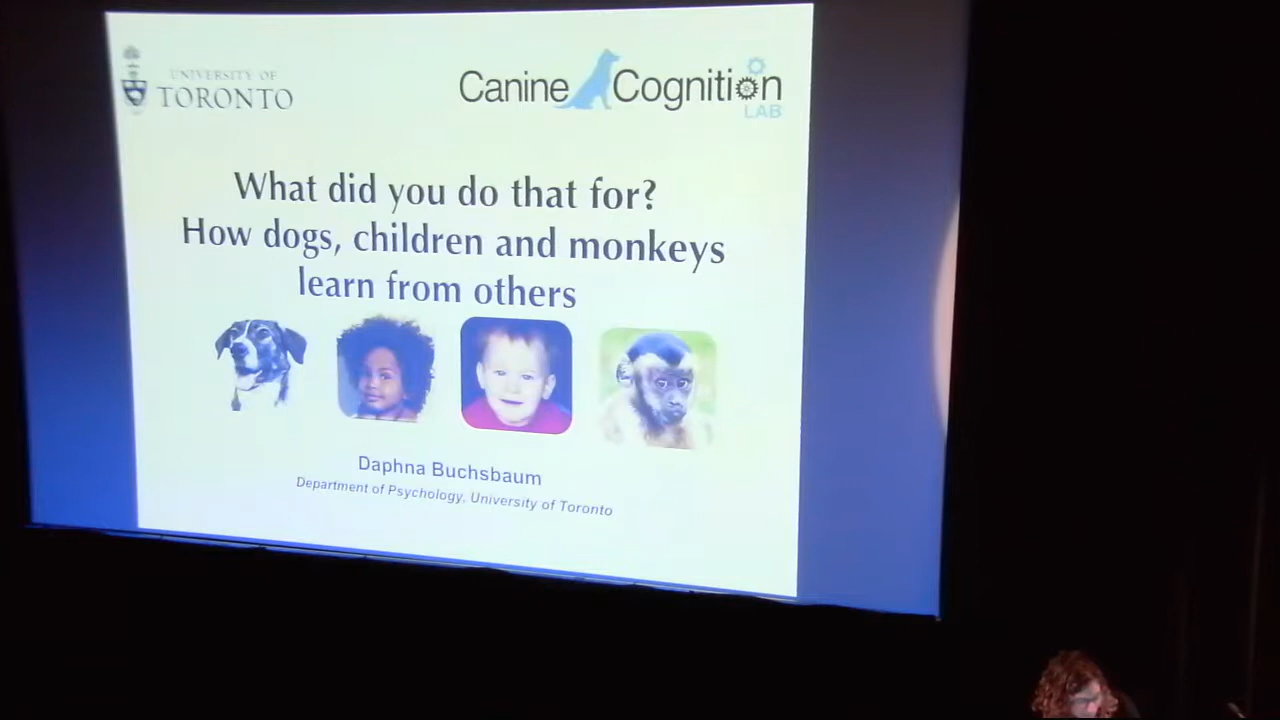 UNIVERSITY OF
TORONTO
Canine Cognition
LAB
What did you do that for?
How dogs, children and monkeys
learn from others
Daphna Buchsbaum
Department of Psychology, University of Toronto